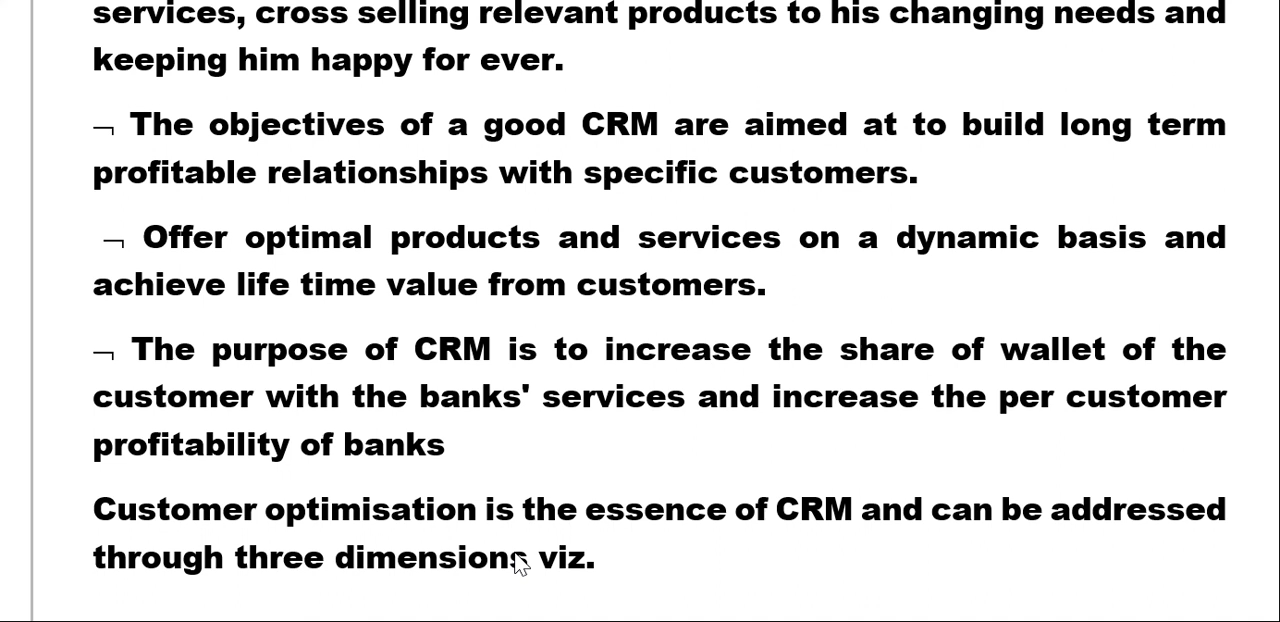 services, cross selling relevant products to his changing needs and
keeping him happy for ever.
¬ The objectives of a good CRM are aimed at to build long term
profitable relationships with specific customers.
¬ Offer optimal products and services on a dynamic basis and
achieve life time value from customers.
¬ The purpose of CRM is to increase the share of wallet of the
customer with the banks' services and increase the per customer
profitability of banks
Customer optimisation is the essence of CRM and can be addressed
through three dimensions viz.